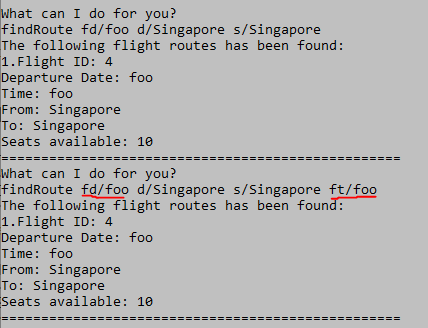 What can I do for you?
findRoute fd/foo d/Singapore s/Singapore
The following flight routes has been found:
1.Flight ID: 4
Departure Date: foo
Time: foo
From: Singapore
To: Singapore
Seats available: 10
==================================================
What can I do for you?
findRoute fd/foo d/Singapore s/Singapore ft/foo
The following flight routes has been found:
1.Flight ID: 4
Departure Date: foo
Time: foo
From: Singapore
To: Singapore
Seats available: 10
==================================================